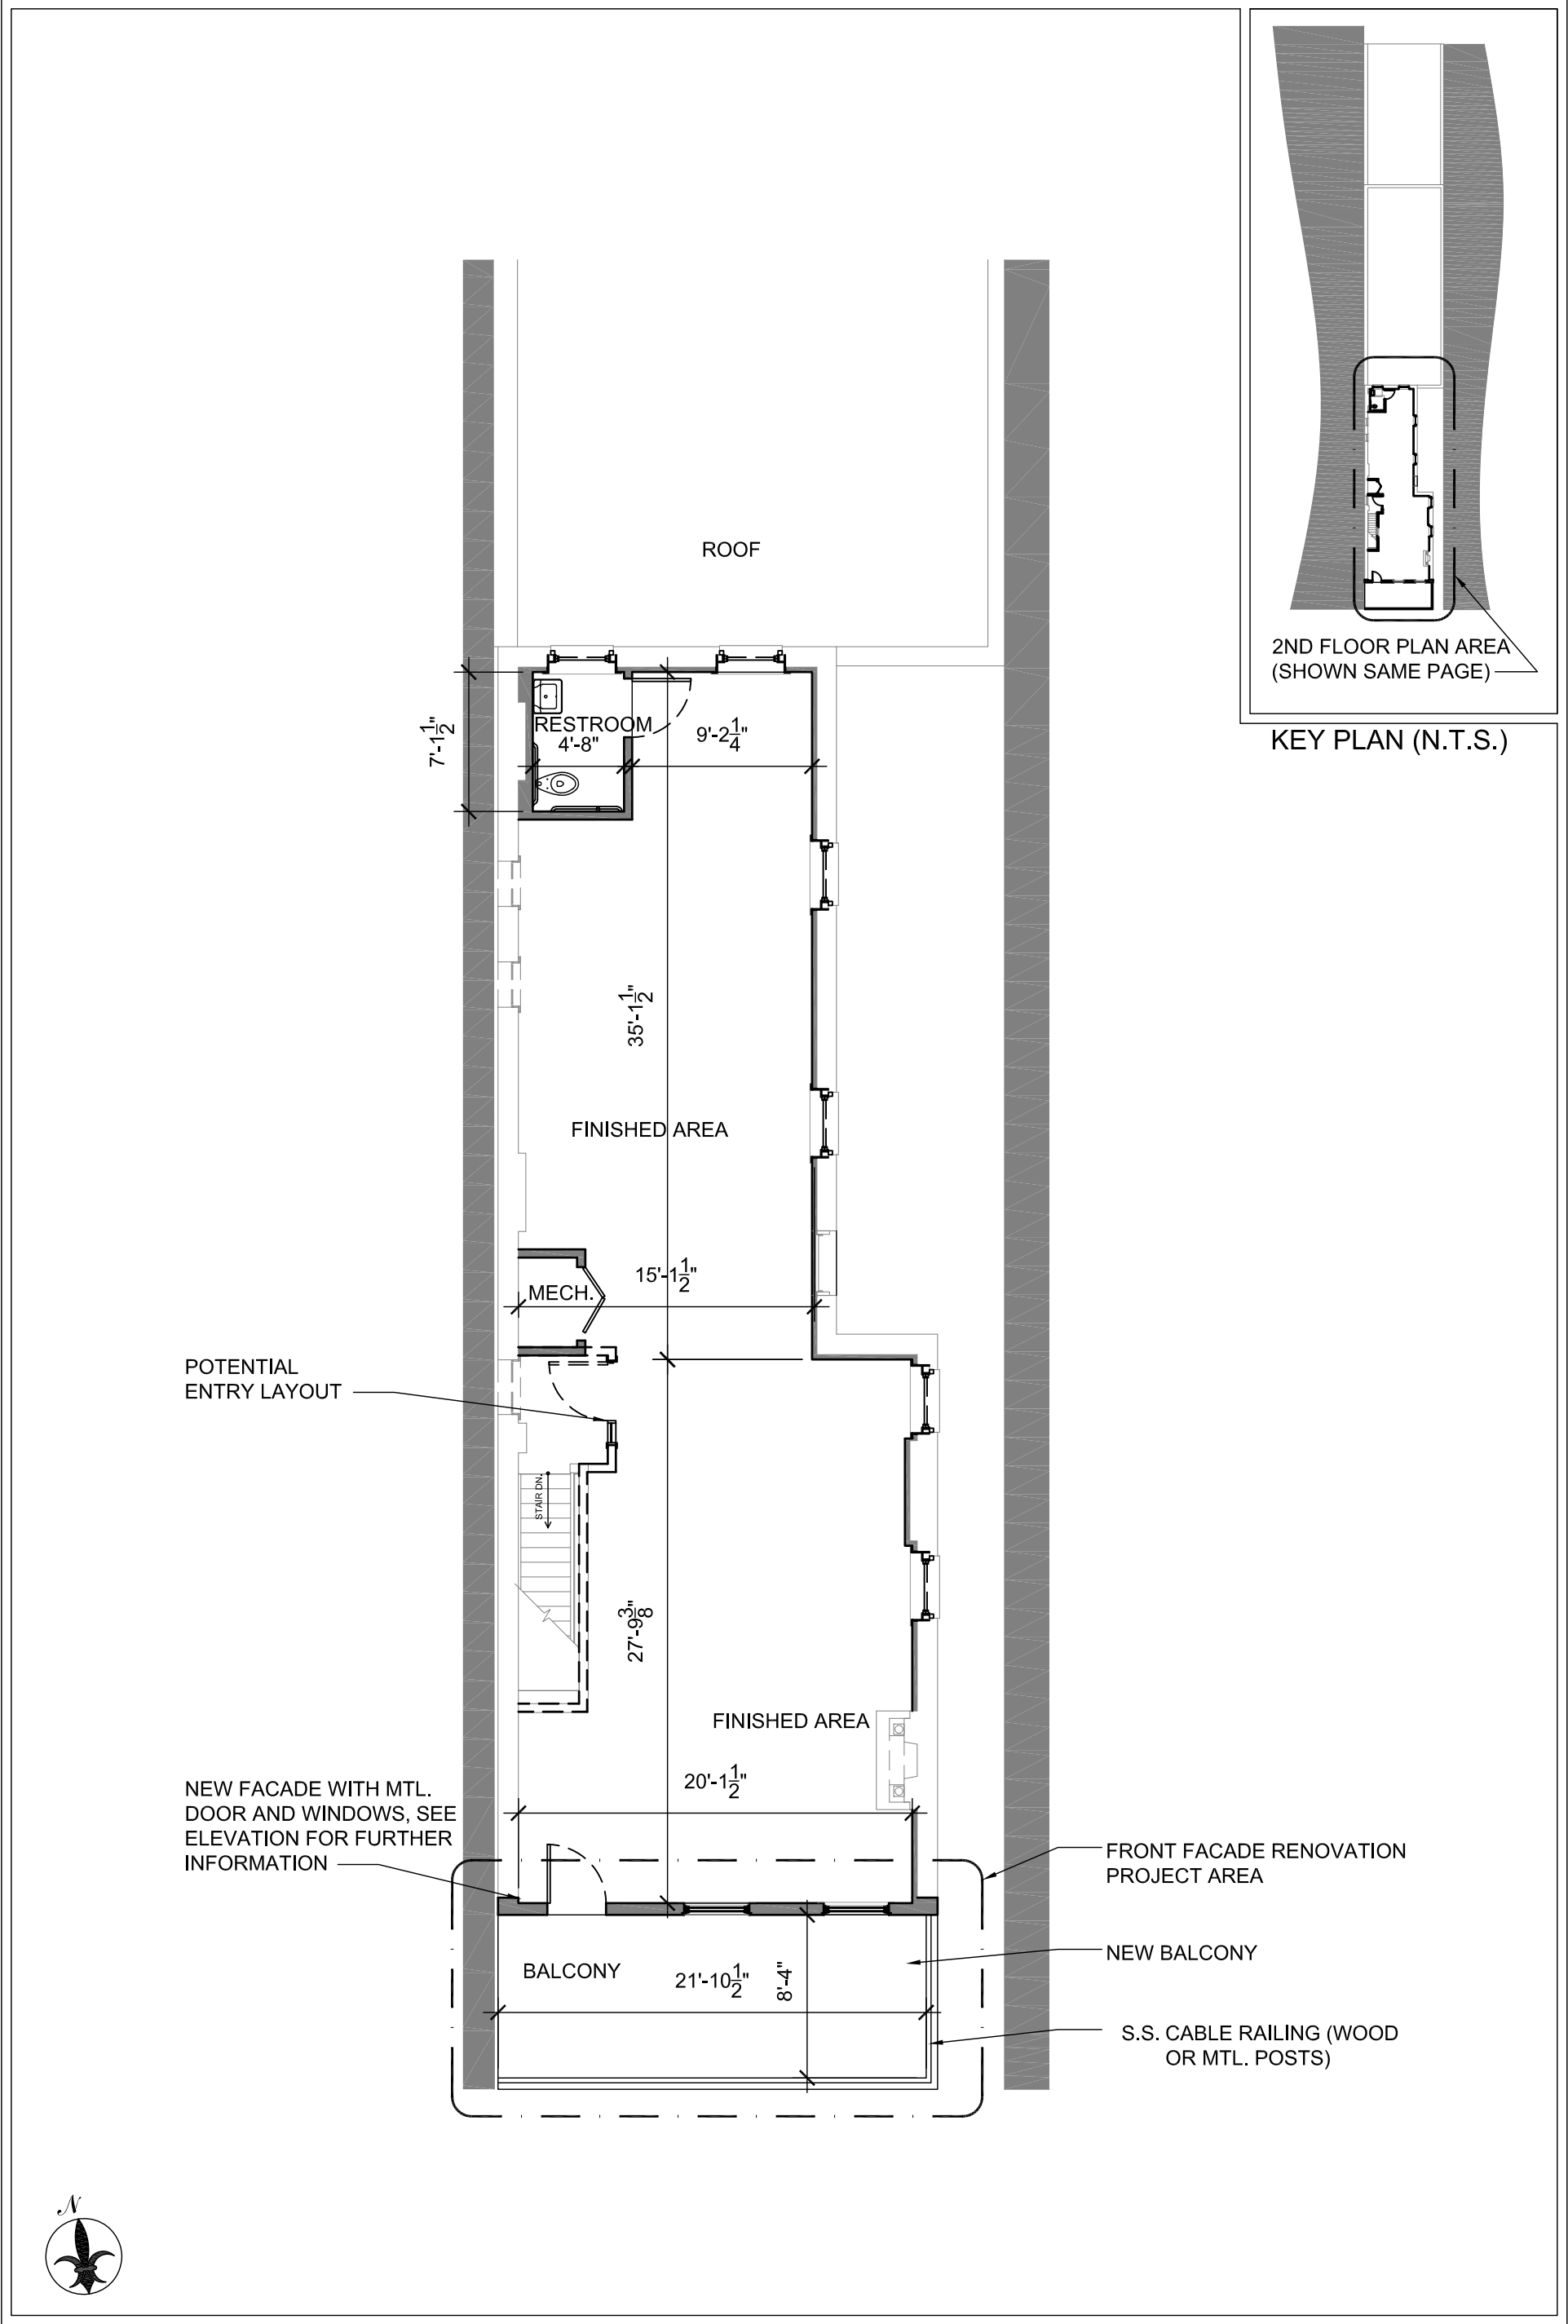 2ND FLOOR PLAN AREA
(SHOWN SAME PAGE)
KEY PLAN (N.T.S.)
ROOF
RESTROOM
4'-8"
9'-2 1/4"
7'-1 1/2"
35'-1 1/2"
FINISHED AREA
15'-1 1/2"
MECH.
POTENTIAL
ENTRY LAYOUT
STAIR DN.
27'-9 3/8"
FINISHED AREA
20'-1 1/2"
NEW FACADE WITH MTL.
DOOR AND WINDOWS, SEE
ELEVATION FOR FURTHER
INFORMATION
FRONT FACADE RENOVATION
PROJECT AREA
NEW BALCONY
BALCONY
21'-10 1/2"
8'-4"
S.S. CABLE RAILING (WOOD
OR MTL. POSTS)
N